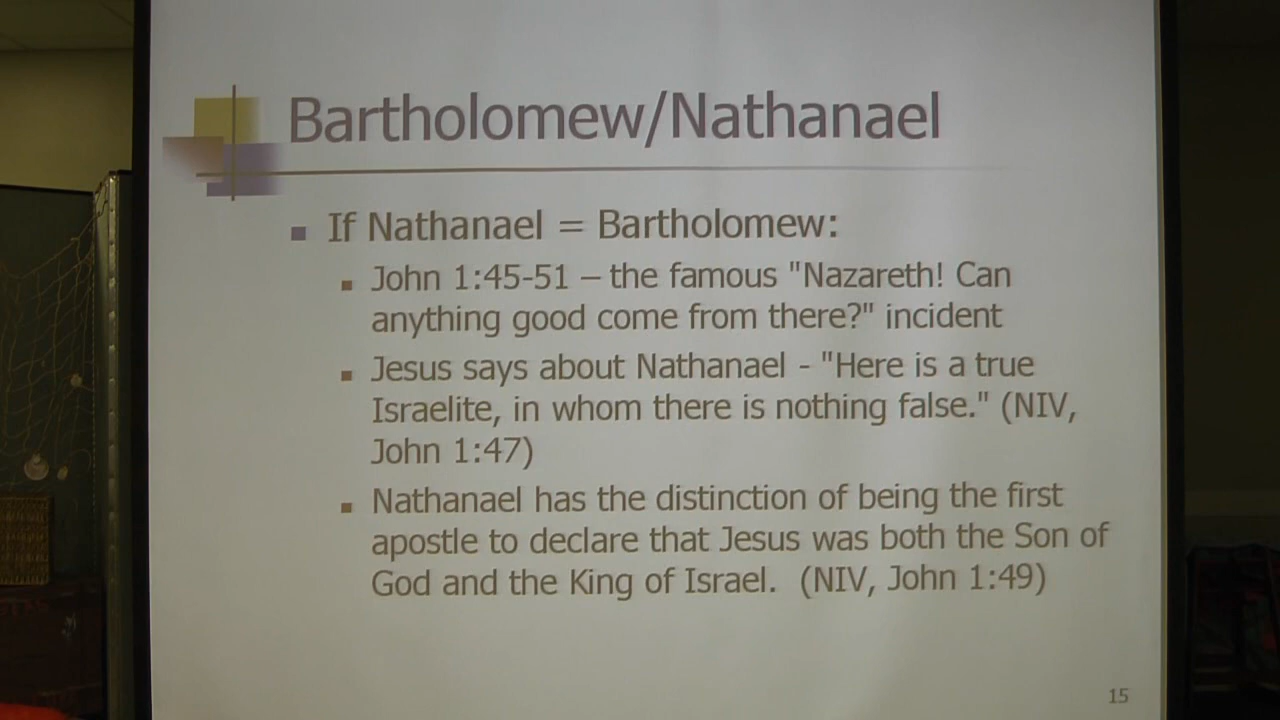 Bartholomew/Nathanael
If Nathanael = Bartholomew:
John 1:45-51 – the famous "Nazareth! Can
anything good come from there?" incident
Jesus says about Nathanael - "Here is a true
Israelite, in whom there is nothing false." (NIV,
John 1:47)
Nathanael has the distinction of being the first
apostle to declare that Jesus was both the Son of
God and the King of Israel.  (NIV, John 1:49)
15